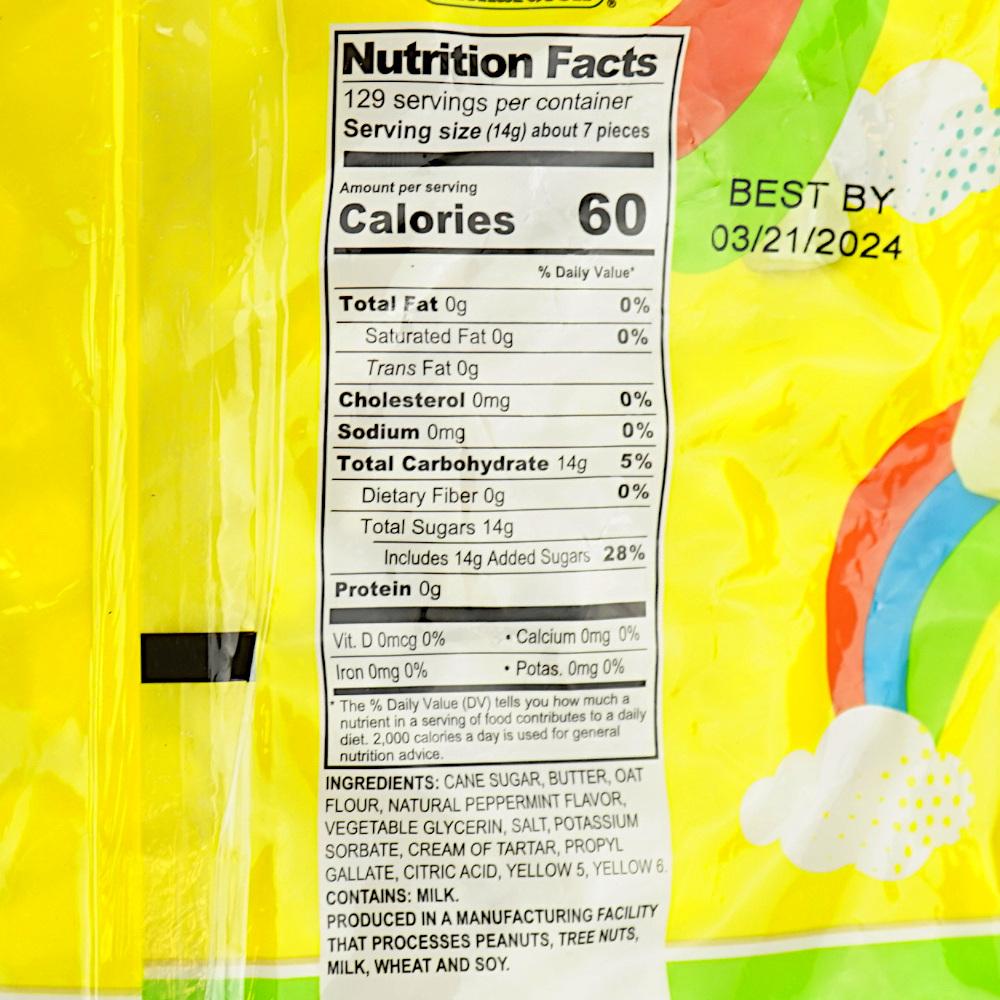 Nutrition Facts
129 servings per container
Serving size (14g) about 7 pieces
Amount per serving
Calories 60
% Daily Value*
Total Fat 0g 0%
Saturated Fat 0g 0%
Trans Fat 0g
Cholesterol 0mg 0%
Sodium 0mg 0%
Total Carbohydrate 14g 5%
Dietary Fiber 0g 0%
Total Sugars 14g
Includes 14g Added Sugars 28%
Protein 0g
Vit. D 0mcg 0% • Calcium 0mg 0%
Iron 0mg 0% • Potas. 0mg 0%
* The % Daily Value (DV) tells you how much a
nutrient in a serving of food contributes to a daily
diet. 2,000 calories a day is used for general
nutrition advice.
INGREDIENTS: CANE SUGAR, BUTTER, OAT
FLOUR, NATURAL PEPPERMINT FLAVOR,
VEGETABLE GLYCERIN, SALT, POTASSIUM
SORBATE, CREAM OF TARTAR, PROPYL
GALLATE, CITRIC ACID, YELLOW 5, YELLOW 6.
CONTAINS: MILK.
PRODUCED IN A MANUFACTURING FACILITY
THAT PROCESSES PEANUTS, TREE NUTS,
MILK, WHEAT AND SOY.
BEST BY
03/21/2024